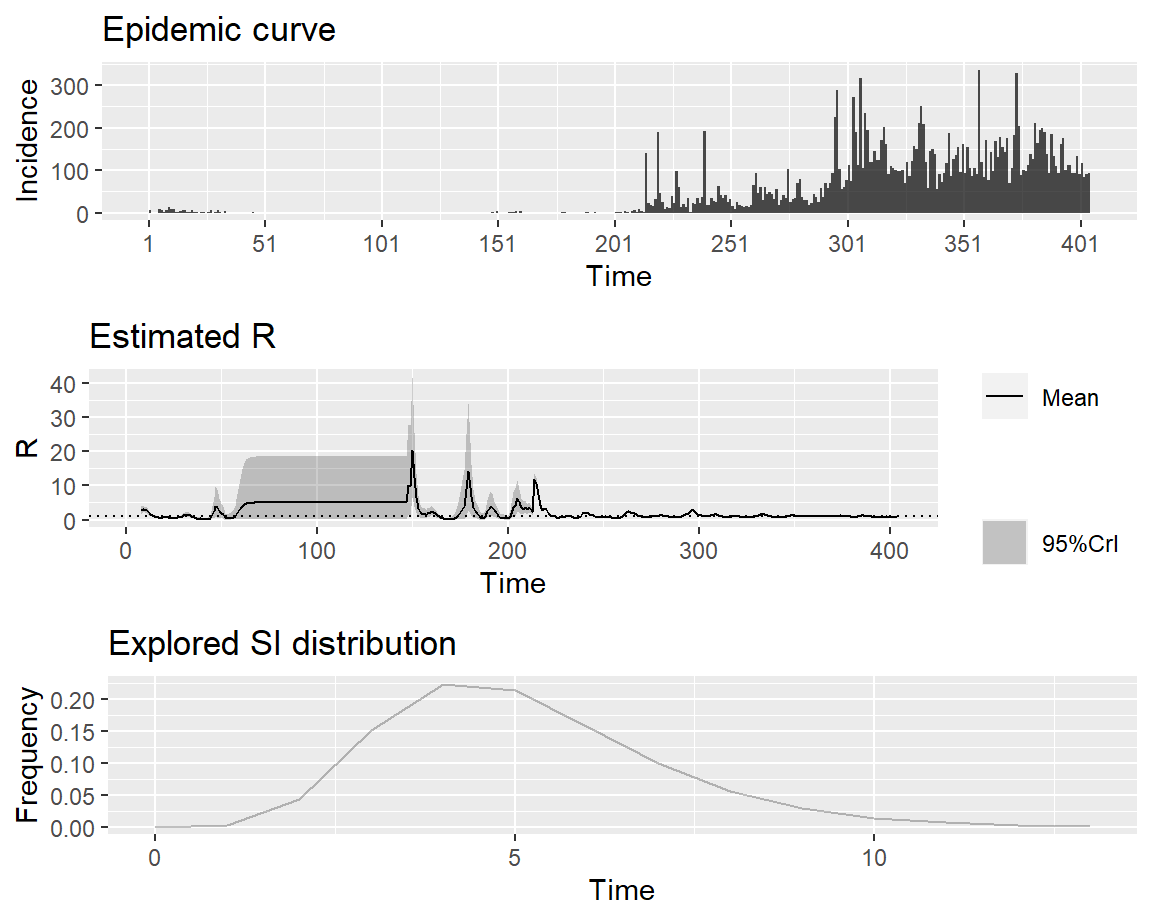 Epidemic curve
300
200
100
0
Incidence
1 51 101 151 201 251 301 351 401
Time
Estimated R
40
30
20
10
0
R
0 100 200 300 400
Time
Mean
95%CrI
Explored SI distribution
0.20
0.15
0.10
0.05
0.00
Frequency
0 5 10
Time